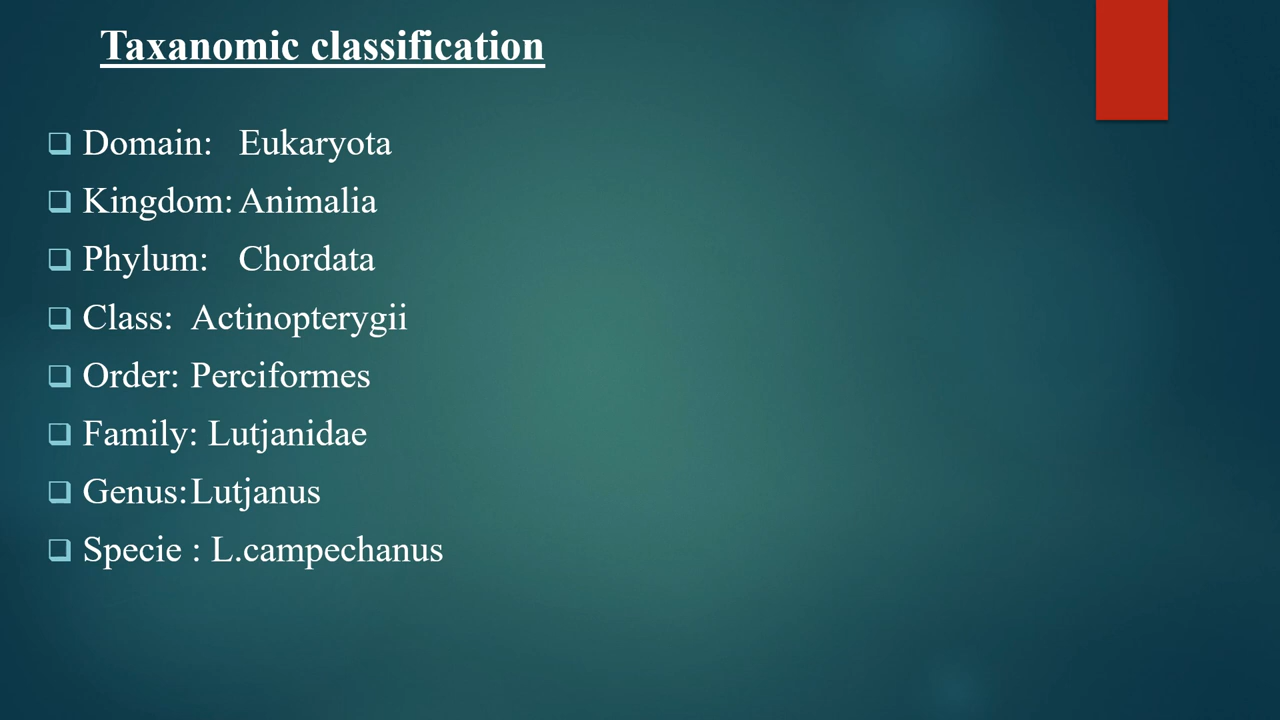 Taxanomic classification
Domain: Eukaryota
Kingdom: Animalia
Phylum: Chordata
Class: Actinopterygii
Order: Perciformes
Family: Lutjanidae
Genus: Lutjanus
Specie : L.campechanus